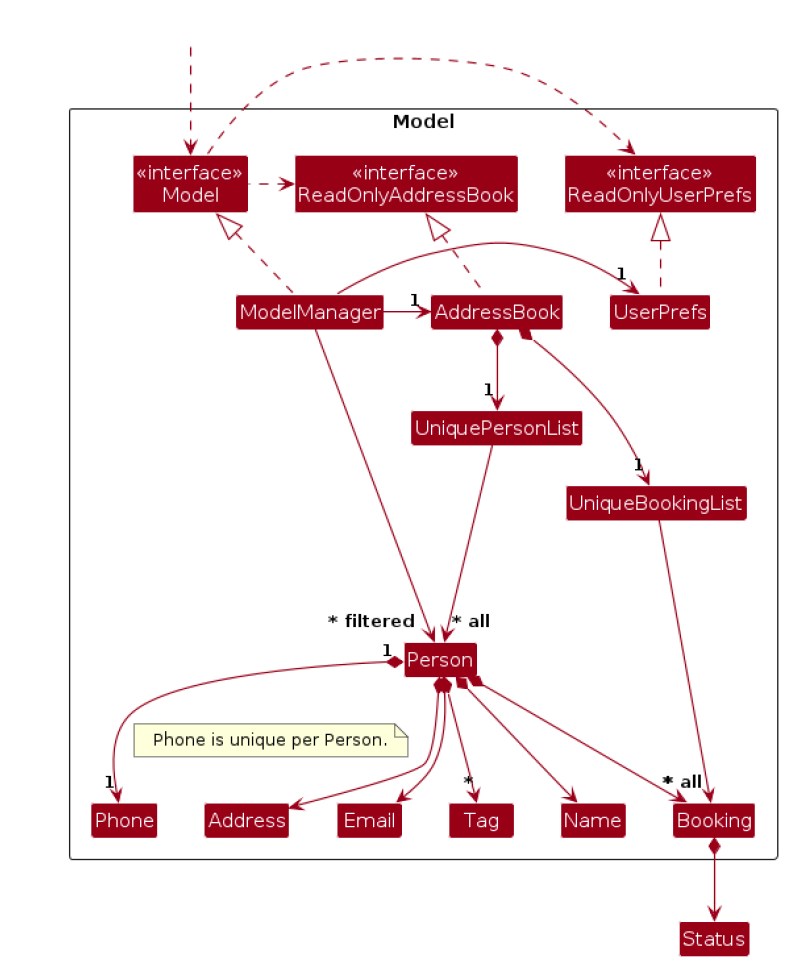 Model
«interface»
Model
«interface»
ReadOnlyAddressBook
«interface»
ReadOnlyUserPrefs
1
1
ModelManager
AddressBook
UserPrefs
1
UniquePersonList
1
UniqueBookingList
* filtered
* all
1
Person
Phone is unique per Person.
1
*
* all
Phone
Address
Email
Tag
Name
Booking
Status